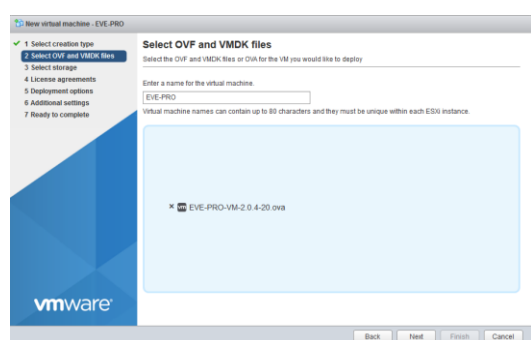 New virtual machine - EVE-PRO
1 Select creation type
2 Select OVF and VMDK files
3 Select storage
4 License agreements
5 Deployment options
6 Additional settings
7 Ready to complete
Select OVF and VMDK files
Select the OVF and VMDK files or OVA for the VM you would like to deploy
Enter a name for the virtual machine.
EVE-PRO
Virtual machine names can contain up to 80 characters and they must be unique within each ESXi instance.
EVE-PRO-VM-2.0.4-20.ova
vmware
Back Next Finish Cancel